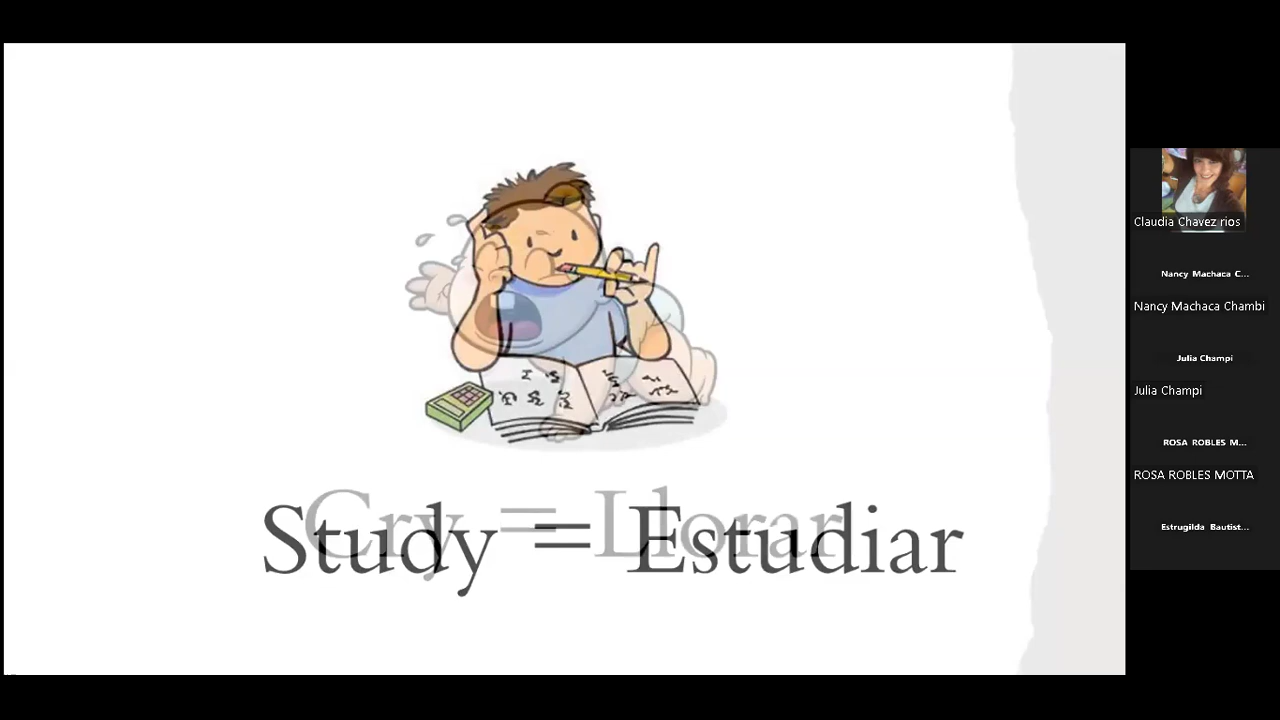 Cry = Llorar
Study = Estudiar
Claudia Chavez rios
Nancy Machaca C...
Nancy Machaca Chambi
Julia Champi
Julia Champi
ROSA ROBLES M...
ROSA ROBLES MOTTA
Estrugilda Bautist...